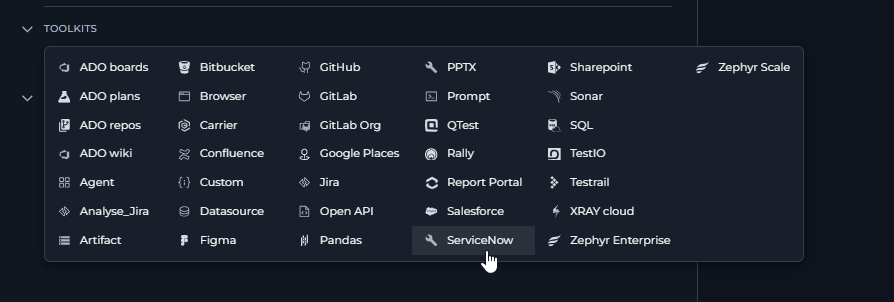 TOOLKITS
ADO boards
ADO plans
ADO repos
ADO wiki
Agent
Analyse_Jira
Artifact
Bitbucket
Browser
Carrier
Confluence
Custom
Datasource
Figma
GitHub
GitLab
GitLab Org
Google Places
Jira
Open API
Pandas
PPTX
Prompt
QTest
Rally
Report Portal
Salesforce
ServiceNow
Sharepoint
Sonar
SQL
TestIO
Testrail
XRAY cloud
Zephyr Enterprise
Zephyr Scale